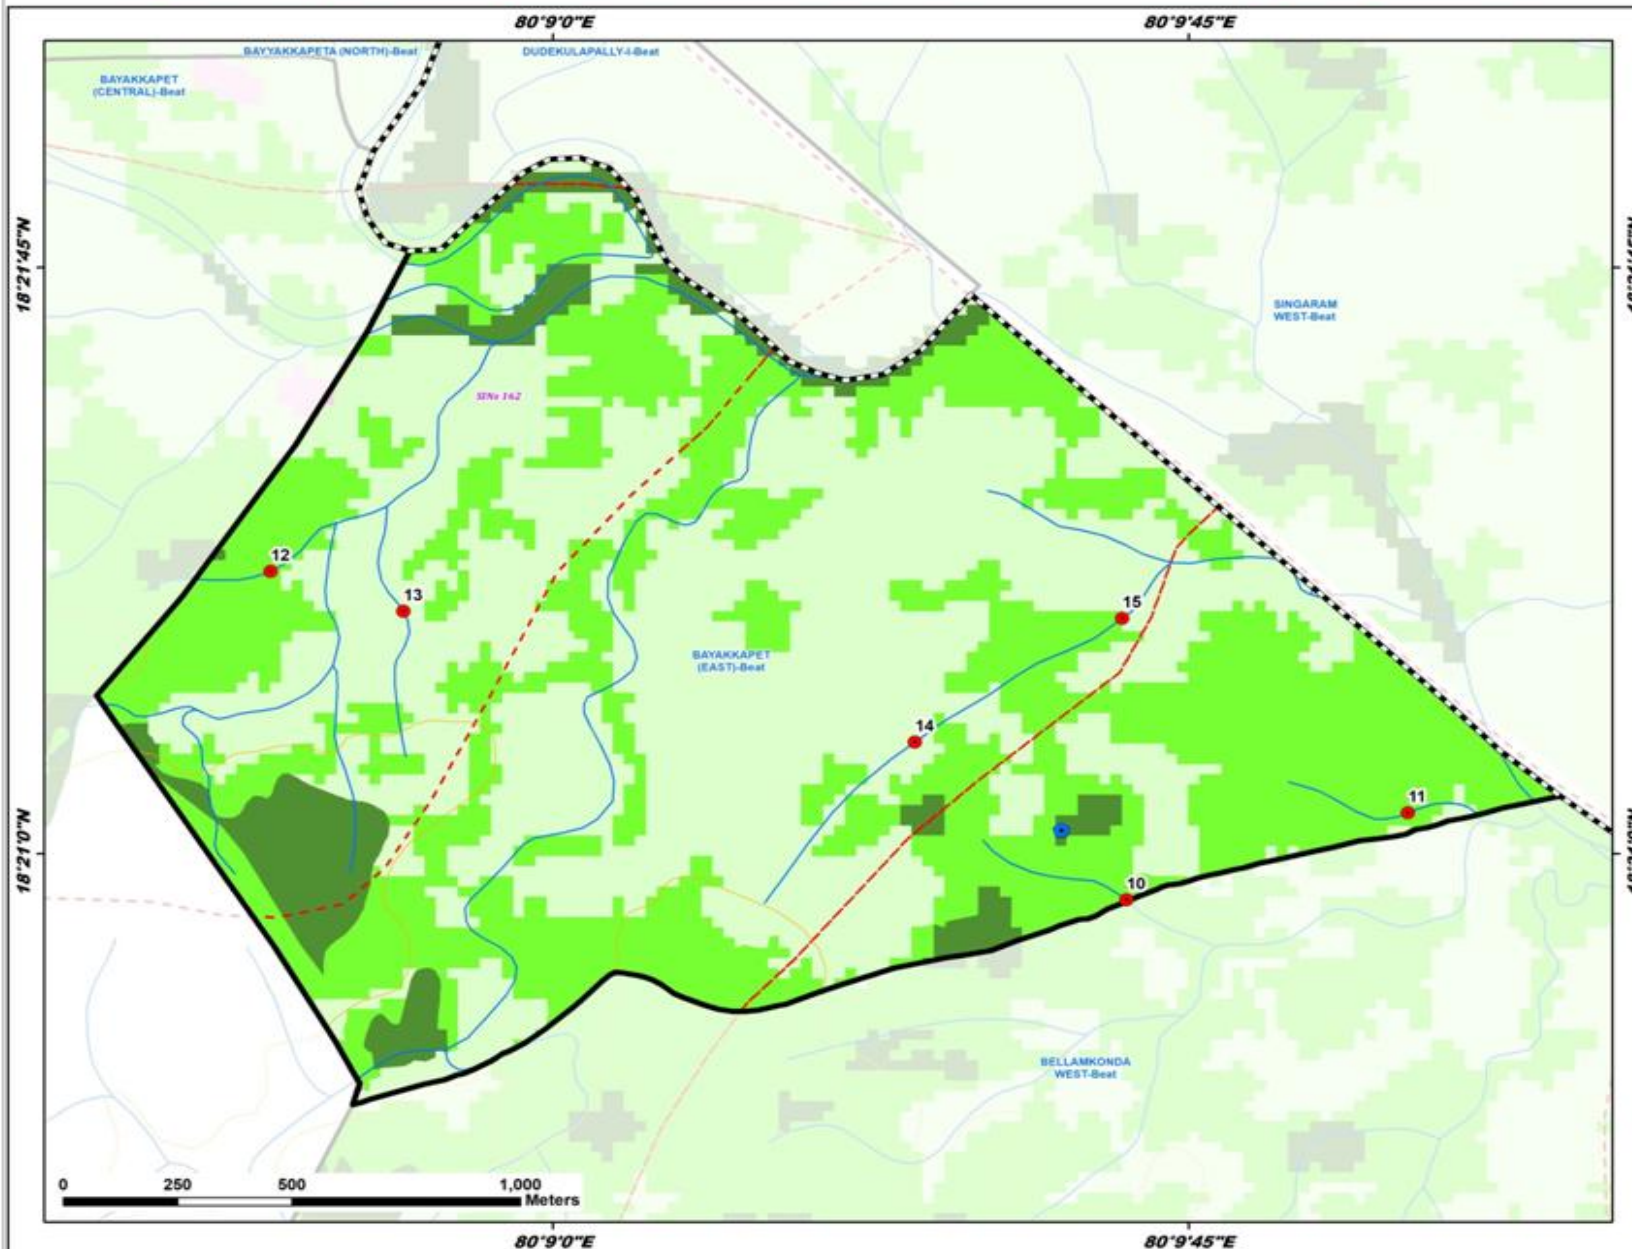 80°9'0"E
80°9'45"E
BAYYAKKAPETA (NORTH)-Beat
DUDEKULAPALLY-I-Beat
BAYAKKAPET
(CENTRAL)-Beat
18°21'45"N
SINGARAM
WEST-Beat
12
13
15
BAYAKKAPET
(EAST)-Beat
14
11
18°21'0"N
10
BELLAMKONDA
WEST-Beat
0
250
500
1,000
Meters
80°9'0"E
80°9'45"E